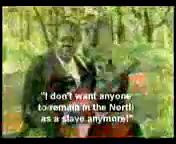 "I don't want anyone
to remain in the North
as a slave anymore!"